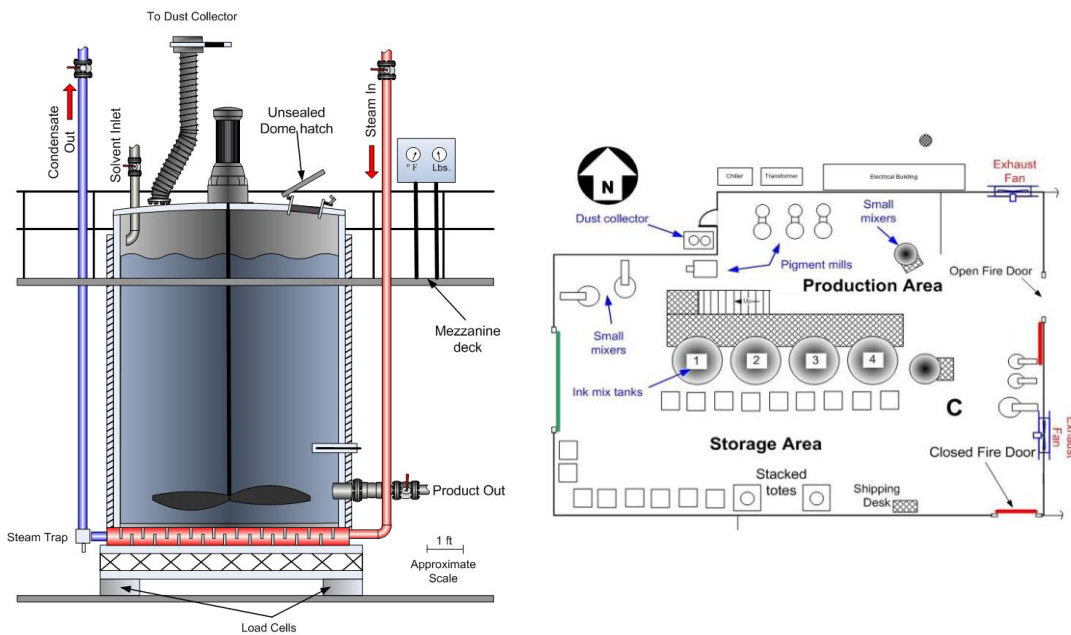 To Dust Collector
Condensate
Out
Solvent Inlet
Unsealed
Dome hatch
Steam In
° F
Lbs.
Mezzanine
deck
Product Out
Steam Trap
1 ft
Approximate
Scale
Load Cells
N
Chiller
Transformer
Electrical Building
Exhaust
Fan
Dust collector
Small
mixers
Pigment mills
Production Area
Open Fire Door
Up
Small
mixers
1
2
3
4
Ink mix tanks
C
Storage Area
Exhaust
Fan
Closed Fire Door
Stacked
totes
Shipping
Desk